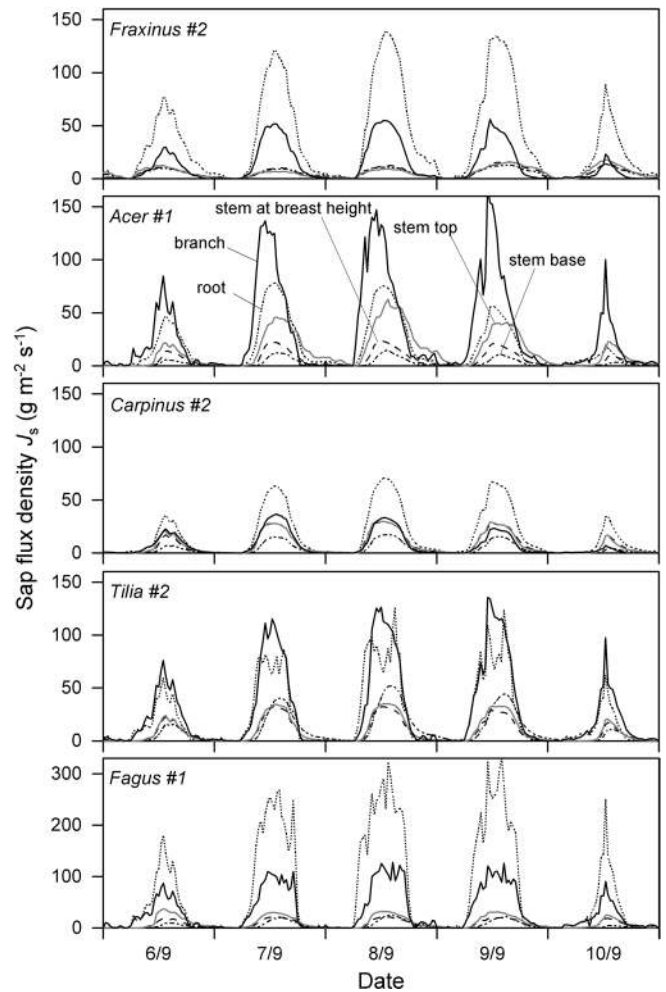 Fraxinus #2
150
100
50
0
Acer #1
stem at breast height
branch
stem top
stem base
root
150
100
50
0
Carpinus #2
150
100
50
0
Sap flux density Js (g m⁻² s⁻¹)
Tilia #2
150
100
50
0
Fagus #1
300
200
100
0
6/9 7/9 8/9 9/9 10/9
Date